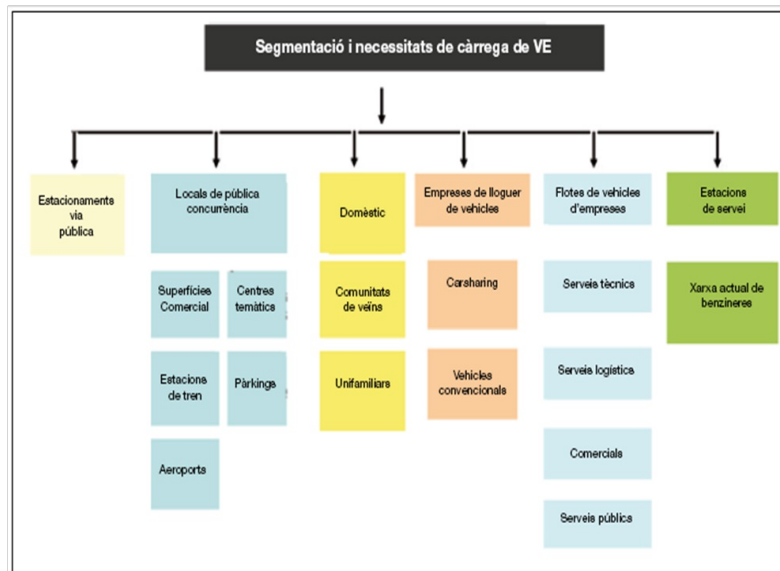 Segmentació i necessitats de càrrega de VE
Estacionaments
via
pública
Locals de pública
concurrència
Domèstic
Empreses de lloguer
de vehicles
Flotes de vehicles
d'empreses
Estacions
de servei
Superfícies
Comercial
Centres
temàtics
Comunitats
de veïns
Carsharing
Serveis tècnics
Xarxa actual de
benzineres
Estacions
de tren
Pàrkings
Unifamiliars
Vehicles
convencionals
Serveis logístics
Aeroports
Comercials
Serveis públics